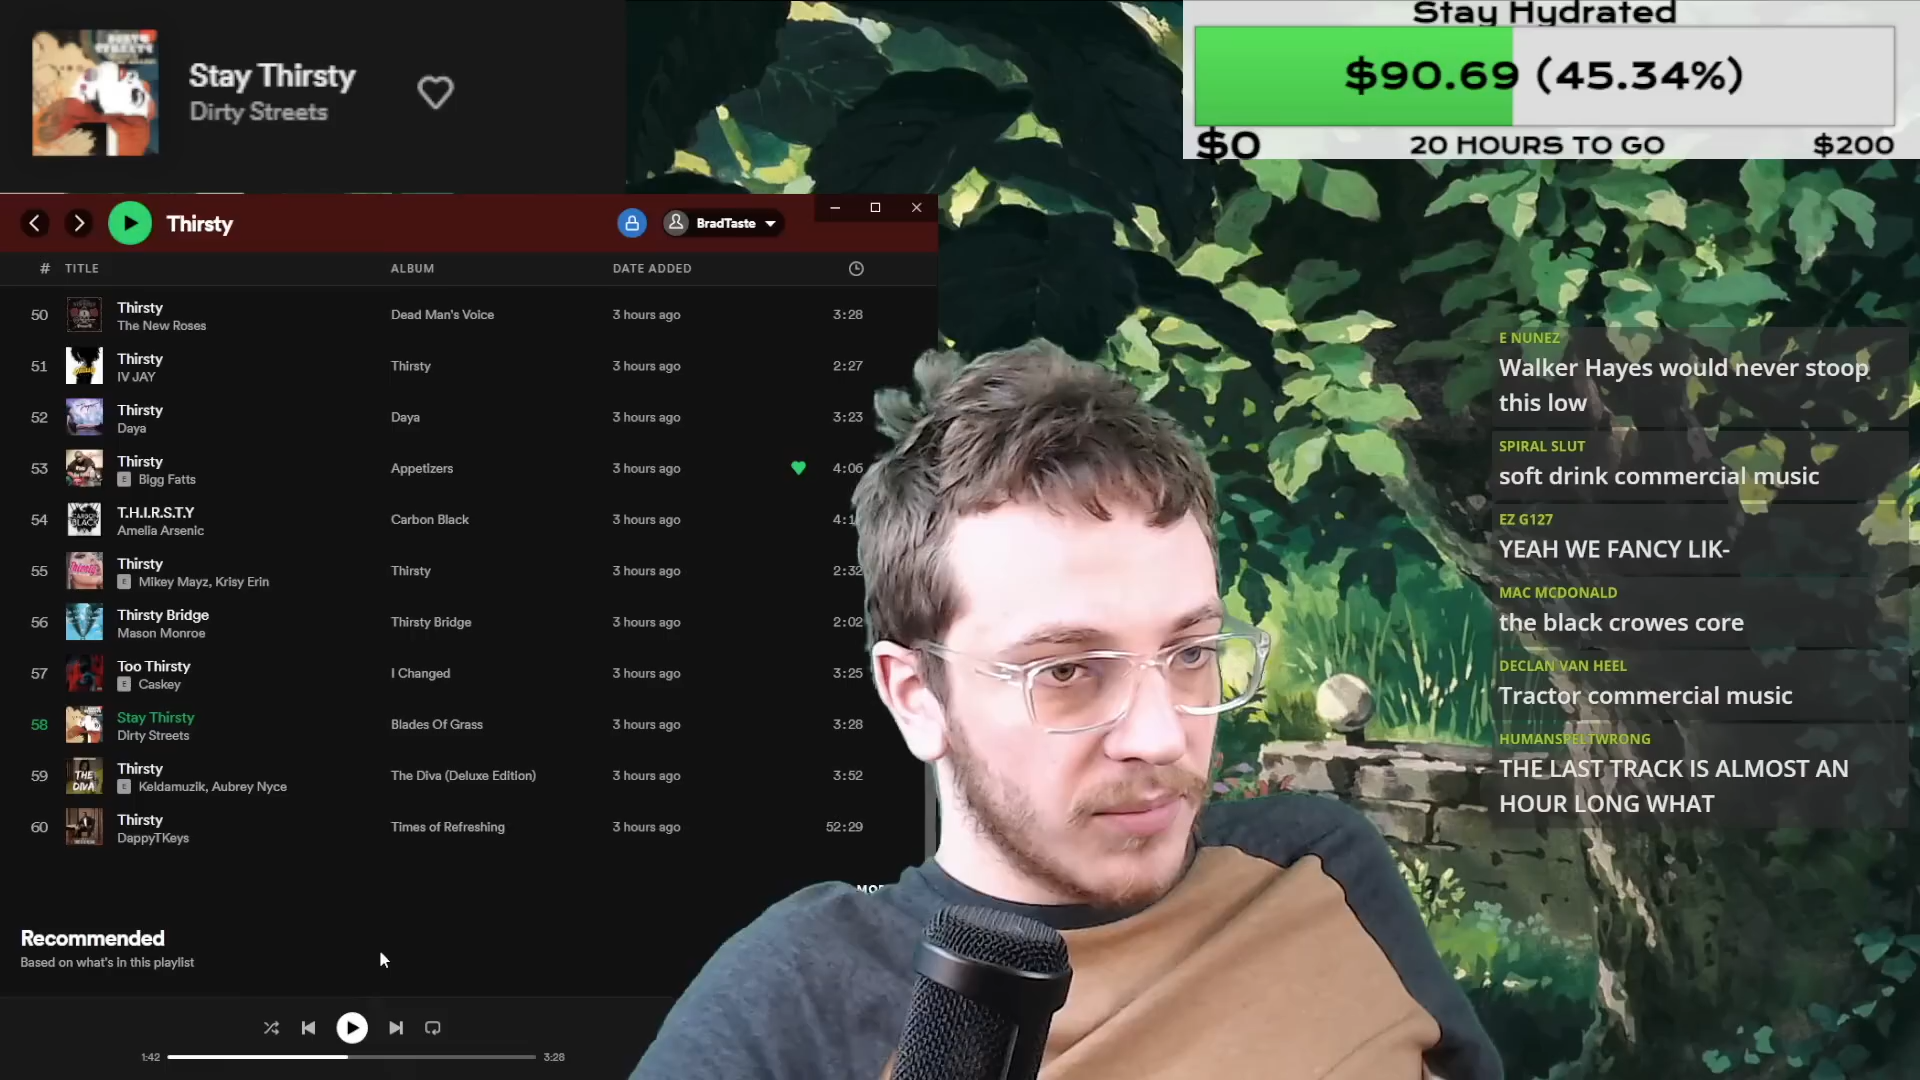 Stay Thirsty
Dirty Streets
Stay Hydrated
$90.69 (45.34%)
$0
20 HOURS TO GO
$200
Thirsty
BradTaste
#
TITLE
ALBUM
DATE ADDED
50
Thirsty
The New Roses
Dead Man's Voice
3 hours ago
3:28
51
Thirsty
IV JAY
Thirsty
3 hours ago
2:27
52
Thirsty
Daya
Daya
3 hours ago
3:23
53
Thirsty
E Bigg Fatts
Appetizers
3 hours ago
4:06
54
T.H.I.R.S.T.Y
Amelia Arsenic
Carbon Black
3 hours ago
55
Thirsty
E Mikey Mayz, Krisy Erin
Thirsty
3 hours ago
2:32
56
Thirsty Bridge
Mason Monroe
Thirsty Bridge
3 hours ago
2:02
57
Too Thirsty
E Caskey
I Changed
3 hours ago
3:25
58
Stay Thirsty
Dirty Streets
Blades Of Grass
3 hours ago
3:28
59
THE
DIVA
Thirsty
E Keldamuzik, Aubrey Nyce
The Diva (Deluxe Edition)
3 hours ago
3:52
60
Thirsty
DappyTKeys
Times of Refreshing
3 hours ago
52:29
Recommended
Based on what's in this playlist
1:42
3:28
E NUNEZ
Walker Hayes would never stoop
this low
SPIRAL SLUT
soft drink commercial music
EZ G127
YEAH WE FANCY LIK-
MAC MCDONALD
the black crowes core
DECLAN VAN HEEL
Tractor commercial music
HUMANSPELTWRONG
THE LAST TRACK IS ALMOST AN
HOUR LONG WHAT